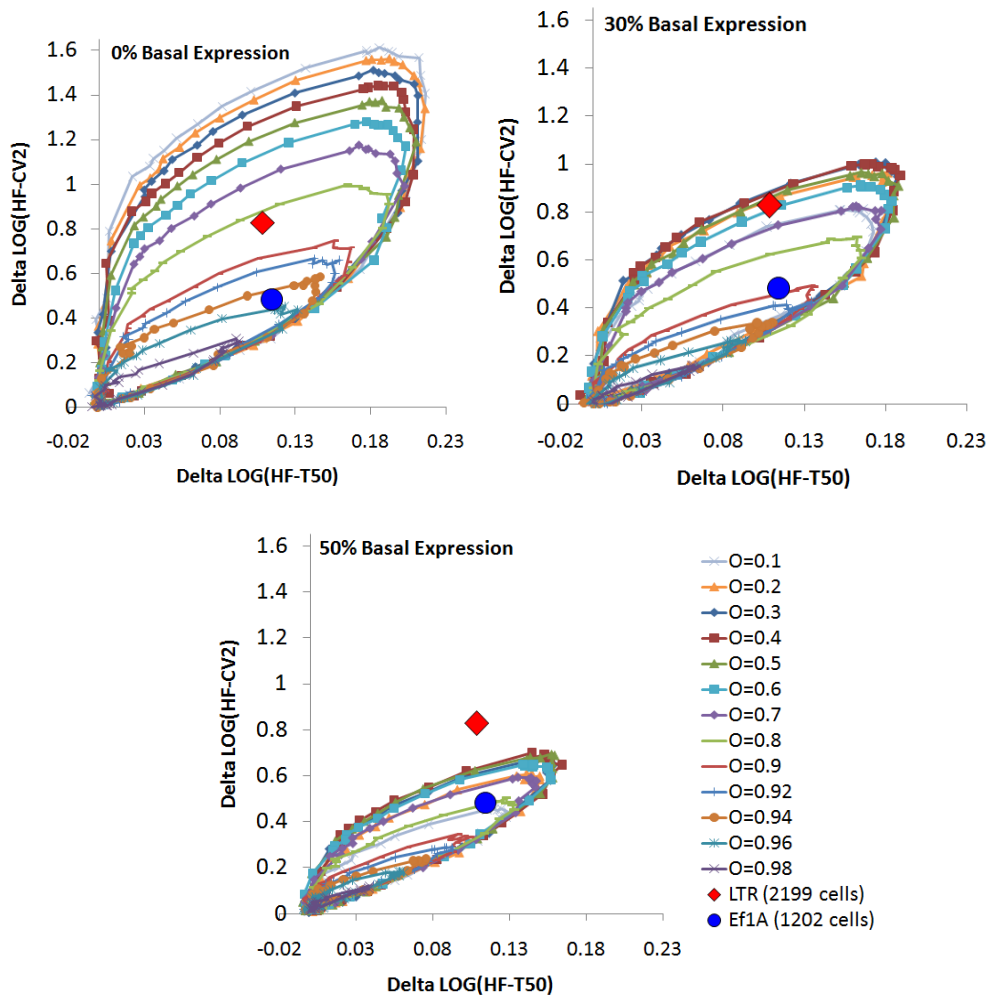 0% Basal Expression
Delta LOG(HF-CV2)
1.6
1.4
1.2
1
0.8
0.6
0.4
0.2
0
-0.02
0.03
0.08
0.13
0.18
0.23
Delta LOG(HF-T50)
30% Basal Expression
Delta LOG(HF-CV2)
1.6
1.4
1.2
1
0.8
0.6
0.4
0.2
0
-0.02
0.03
0.08
0.13
0.18
0.23
Delta LOG(HF-T50)
50% Basal Expression
Delta LOG(HF-CV2)
1.6
1.4
1.2
1
0.8
0.6
0.4
0.2
0
-0.02
0.03
0.08
0.13
0.18
0.23
Delta LOG(HF-T50)
O=0.1
O=0.2
O=0.3
O=0.4
O=0.5
O=0.6
O=0.7
O=0.8
O=0.9
O=0.92
O=0.94
O=0.96
O=0.98
LTR (2199 cells)
Ef1A (1202 cells)